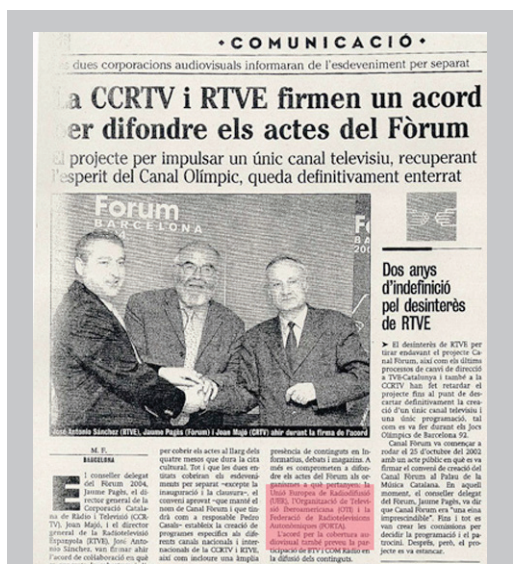 • COMUNICACIÓ •
dues corporacions audiovisuals informaran de l'esdeveniment per separat
a CCRTV i RTVE firmen un acord
er difondre els actes del Fòrum
El projecte per impulsar un únic canal televisiu, recuperant
l'esperit del Canal Olímpic, queda definitivament enterrat
Forum
BARCELONA
José Antonio Sánchez (RTVE), Jaume Pagès (Fòrum) i Joan Majó (CRTV) ahir durant la firma de l'acord
M. F.
BARCELONA
El conseller delegat
del Fòrum 2004,
Jaume Pagès, el di-
rector general de la
Corporació Catala-
na de Ràdio i Televisió (CCR-
TV), Joan Majó, i el director
general de la Radiotelevisió
Espanyola (RTVE), José Anto-
nio Sánchez, van firmar ahir
l'acord de col·laboració en què
per cobrir els actes al llarg dels
quatre mesos que dura la cita
cultural. Tot i que les dues en-
titats cobriran els esdeveni-
ments per separat –excepte la
inauguració i la clausura–, el
conveni aprovat «que manté el
nom de Canal Fòrum i que tin-
drà com a responsable Pedro
Casals» estableix la creació de
programes específics als dife-
rents canals nacionals i inter-
nacionals de la CCRTV i RTVE,
així com incloure una àmplia
presència de continguts en in-
formatius, debats i magazins. A
més es comprometen a difon-
dre els actes del Fòrum als or-
ganismes a què pertanyen: la
Unió Europea de Radiodifusió
(UER), l'Organització de Televi-
sió Iberoamericana (OTI) i la
Federació de Radiotelevisions
Autonòmiques (FORTA).
L'acord per la cobertura au-
diovisual també preveu la par-
ticipació de BTV i COM Ràdio en
la difusió dels continguts.
Dos anys
d'indefinició
pel desinterès
de RTVE
➤ El desinterès de RTVE per
tirar endavant el projecte Ca-
nal Fòrum, així com els últims
processos de canvi de direcció
a TVE-Catalunya i també a la
CCRTV han fet retardar el
projecte fins al punt de des-
cartar definitivament la crea-
ció d'un únic canal televisiu i
una única programació, tal
com es va fer durant els Jocs
Olímpics de Barcelona 92.
Canal Fòrum va començar a
rodar el 25 d'octubre del 2002
amb un acte públic en què es va
firmar el conveni de creació del
Canal Fòrum al Palau de la
Música Catalana. En aquell
moment, el conseller delegat
del Fòrum, Jaume Pagès, va dir
que Canal Fòrum era "una eina
imprescindible". Fins i tot es
van crear les comissions per
decidir la programació i el pa-
trocini. Després, però, el pro-
jecte es va estancar.